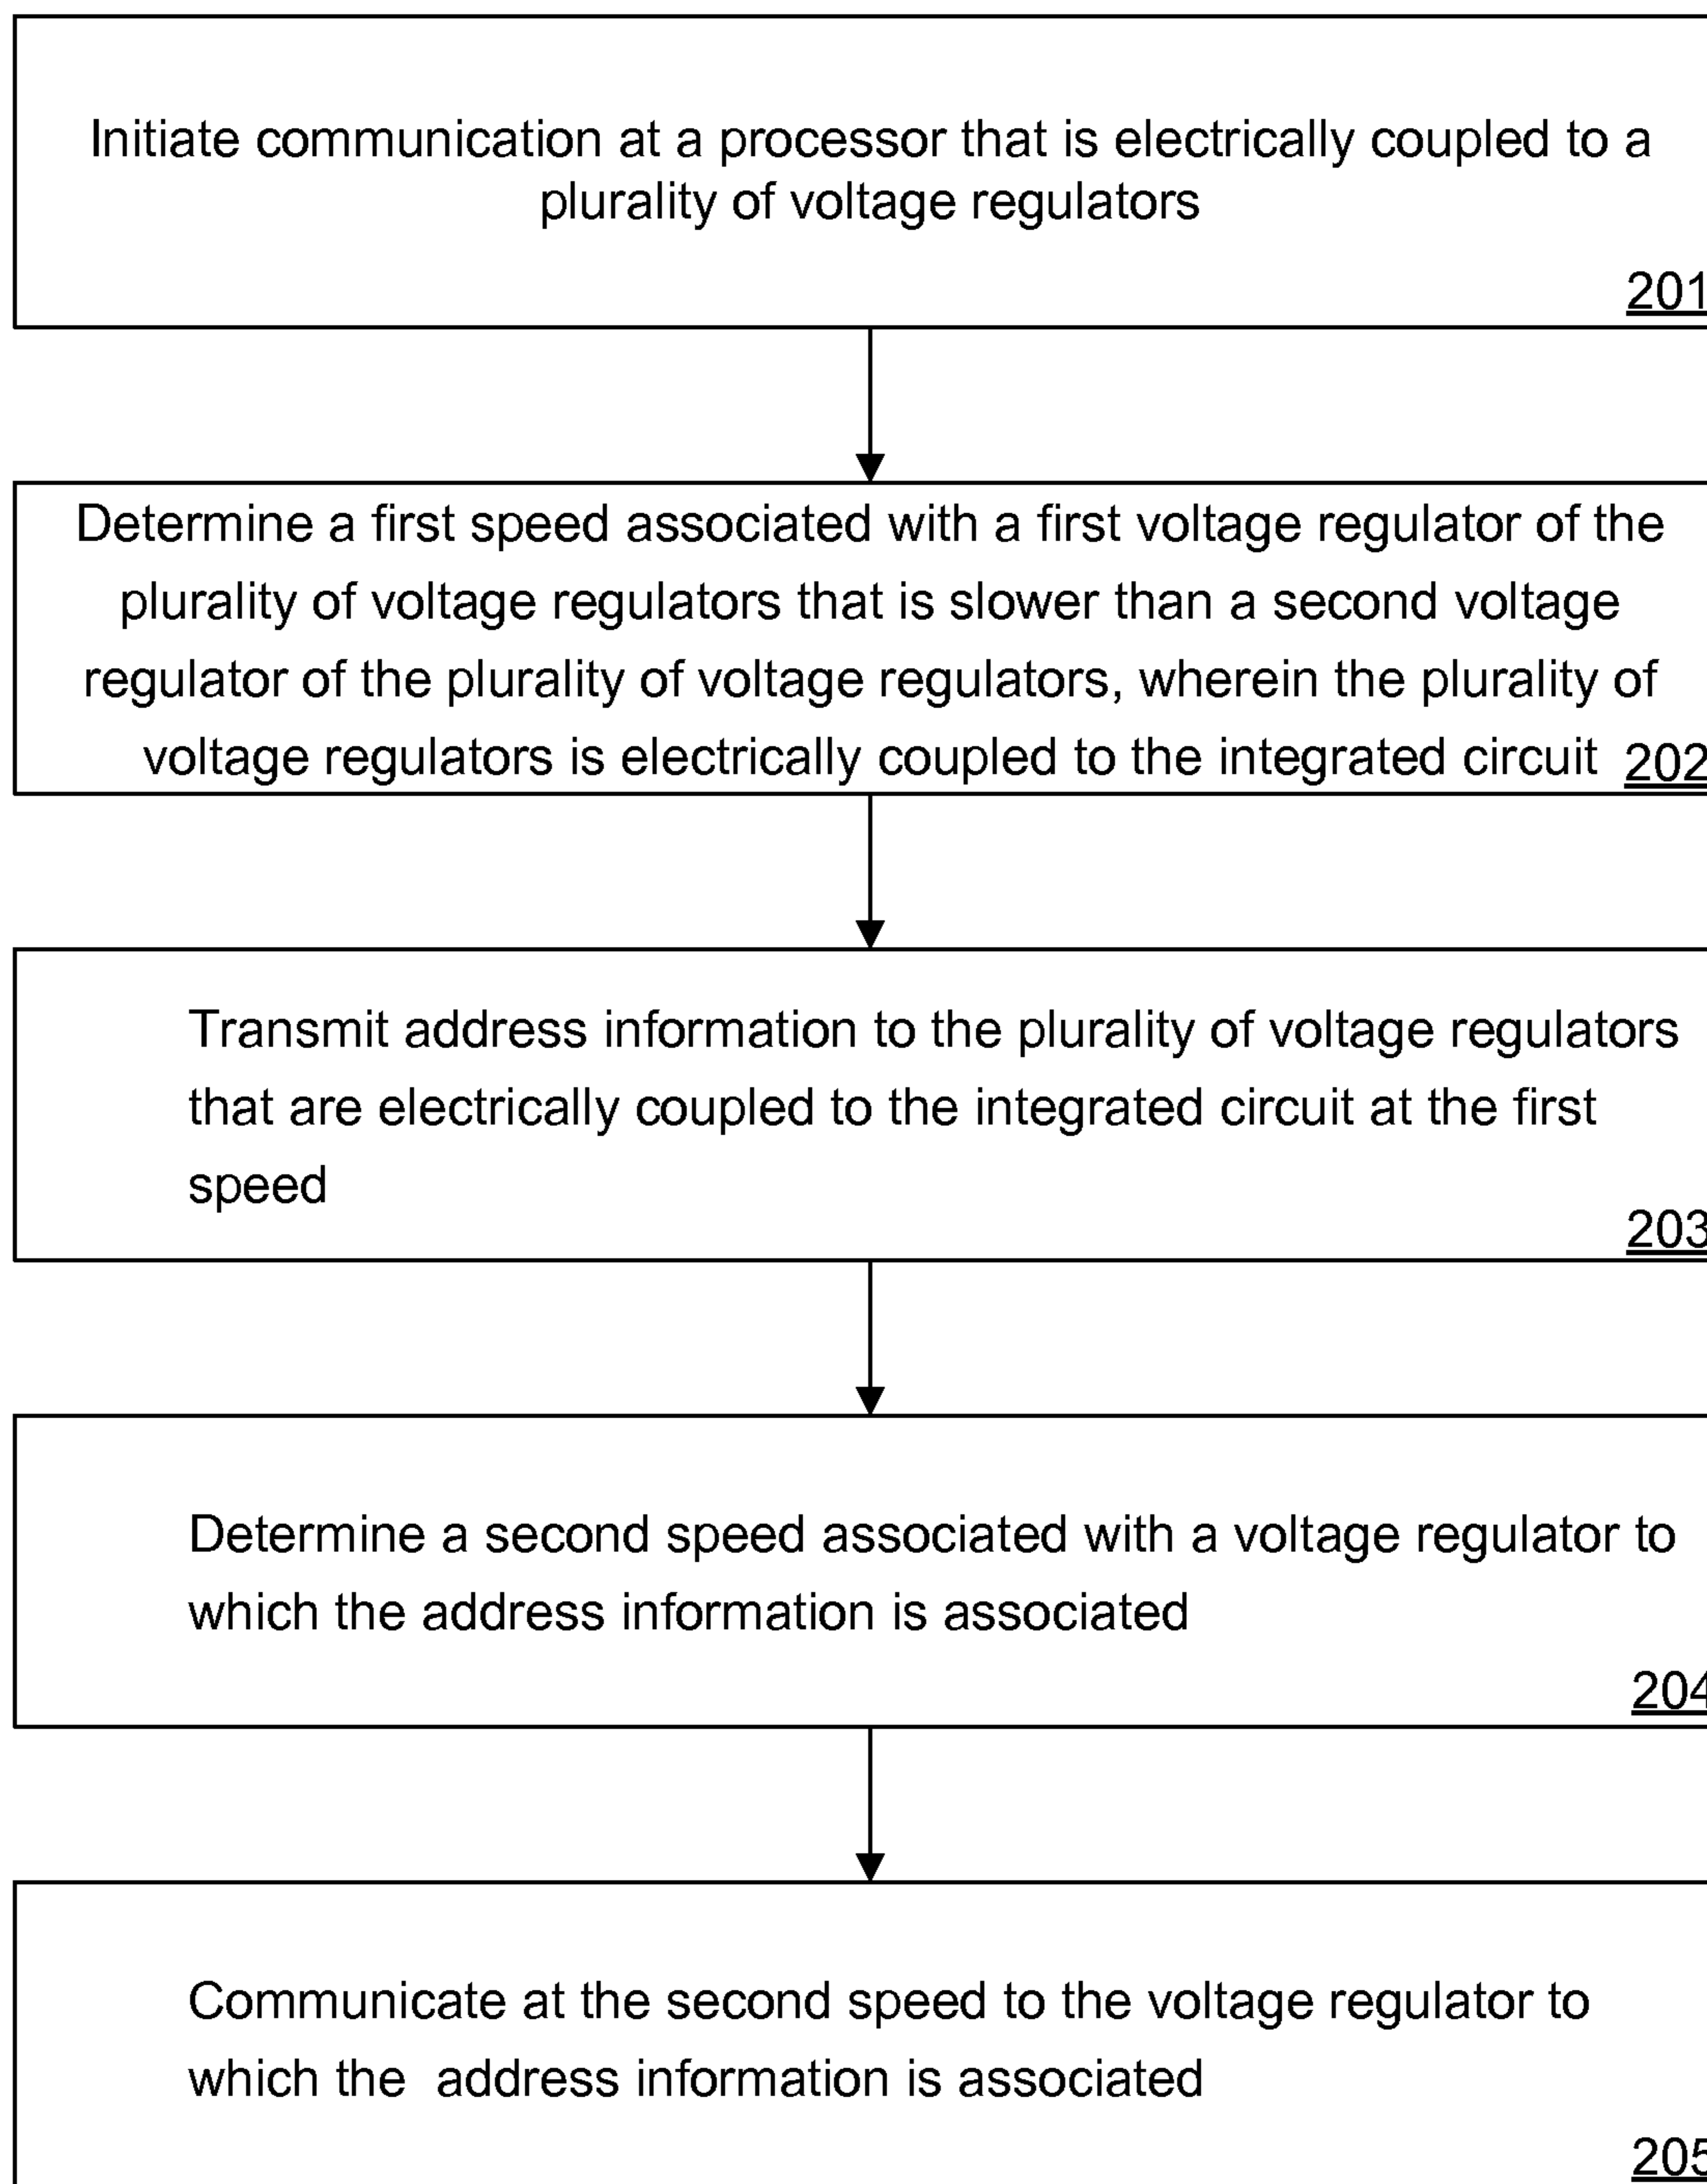 Initiate communication at a processor that is electrically coupled to a
plurality of voltage regulators
201
Determine a first speed associated with a first voltage regulator of the
plurality of voltage regulators that is slower than a second voltage
regulator of the plurality of voltage regulators, wherein the plurality of
voltage regulators is electrically coupled to the integrated circuit 202
Transmit address information to the plurality of voltage regulators
that are electrically coupled to the integrated circuit at the first
speed
203
Determine a second speed associated with a voltage regulator to
which the address information is associated
204
Communicate at the second speed to the voltage regulator to
which the address information is associated
205